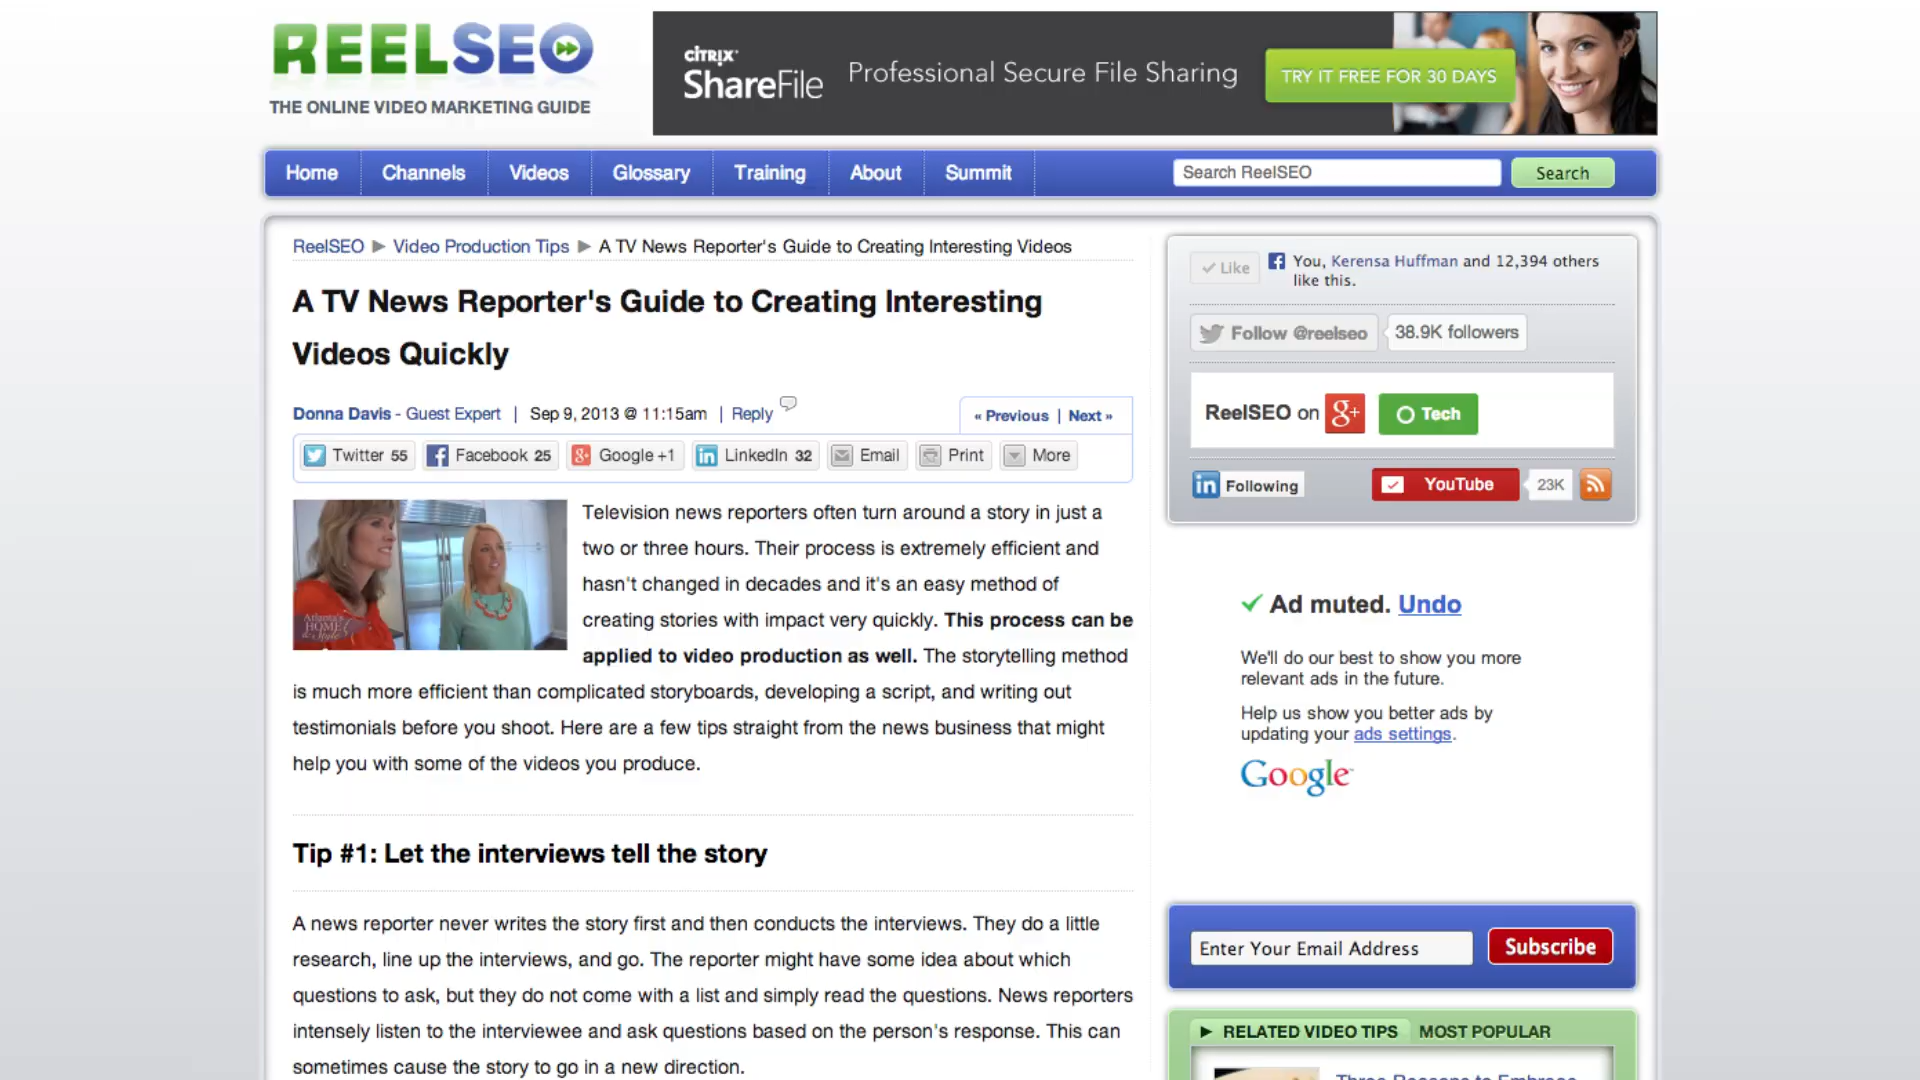 REELSEO
THE ONLINE VIDEO MARKETING GUIDE
CİTRIX
ShareFile
Professional Secure File Sharing
TRY IT FREE FOR 30 DAYS
Home
Channels
Videos
Glossary
Training
About
Summit
Search ReelSEO
Search
ReelSEO ▶ Video Production Tips ▶ A TV News Reporter's Guide to Creating Interesting Videos
A TV News Reporter's Guide to Creating Interesting
Videos Quickly
Donna Davis - Guest Expert | Sep 9, 2013 @ 11:15am | Reply
« Previous | Next »
Twitter 55
Facebook 25
Google +1
LinkedIn 32
Email
Print
More
Atlanta's
HOME
& Style
Television news reporters often turn around a story in just a
two or three hours. Their process is extremely efficient and
hasn't changed in decades and it's an easy method of
creating stories with impact very quickly. This process can be
applied to video production as well. The storytelling method
is much more efficient than complicated storyboards, developing a script, and writing out
testimonials before you shoot. Here are a few tips straight from the news business that might
help you with some of the videos you produce.
Tip #1: Let the interviews tell the story
A news reporter never writes the story first and then conducts the interviews. They do a little
research, line up the interviews, and go. The reporter might have some idea about which
questions to ask, but they do not come with a list and simply read the questions. News reporters
intensely listen to the interviewee and ask questions based on the person's response. This can
sometimes cause the story to go in a new direction.
Like
You, Kerensa Huffman and 12,394 others
like this.
Follow @reelseo
38.9K followers
ReelSEO on
g+
Tech
in Following
YouTube
23K
Ad muted. Undo
We'll do our best to show you more
relevant ads in the future.
Help us show you better ads by
updating your ads settings.
Google
Enter Your Email Address
Subscribe
▶ RELATED VIDEO TIPS
MOST POPULAR
Three Reasons to Embrace